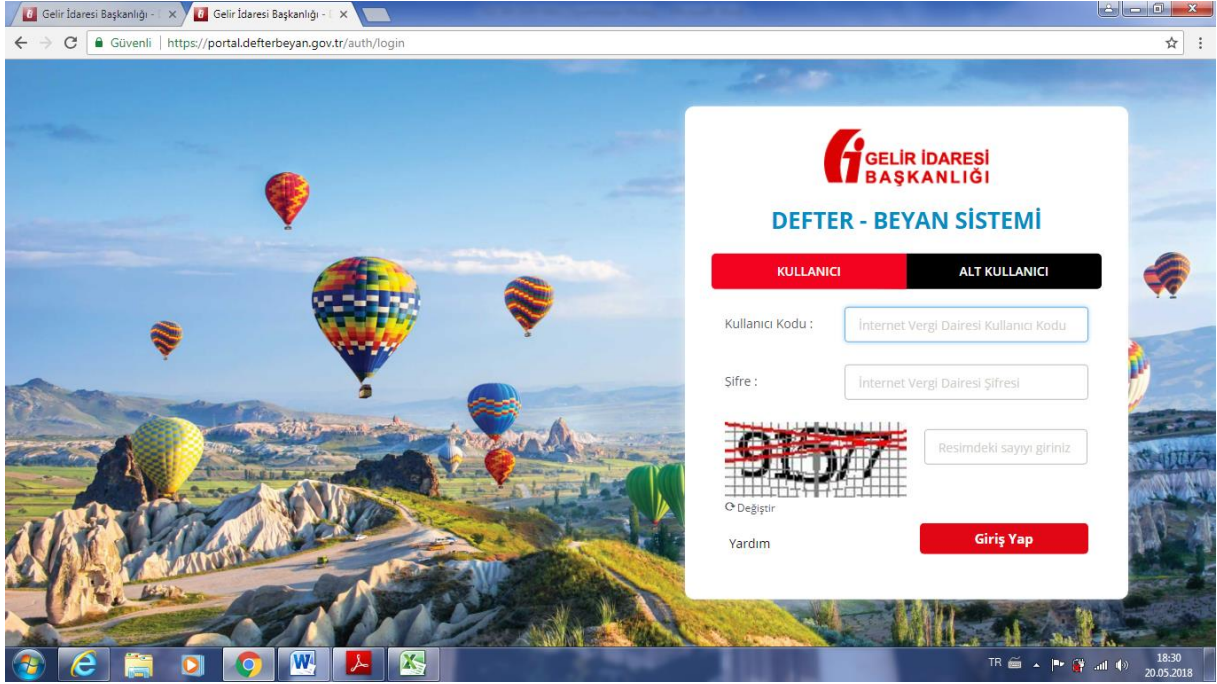 Gelir İdaresi Başkanlığı -
Gelir İdaresi Başkanlığı -
Güvenli
https://portal.defterbeyan.gov.tr/auth/login
GELİR İDARESİ
BAŞKANLIĞI
DEFTER - BEYAN SİSTEMİ
KULLANICI
ALT KULLANICI
Kullanıcı Kodu :
İnternet Vergi Dairesi Kullanıcı Kodu
Şifre :
İnternet Vergi Dairesi Şifresi
Resimdeki sayıyı giriniz
Değiştir
Yardım
Giriş Yap
TR
18:30
20.05.2018